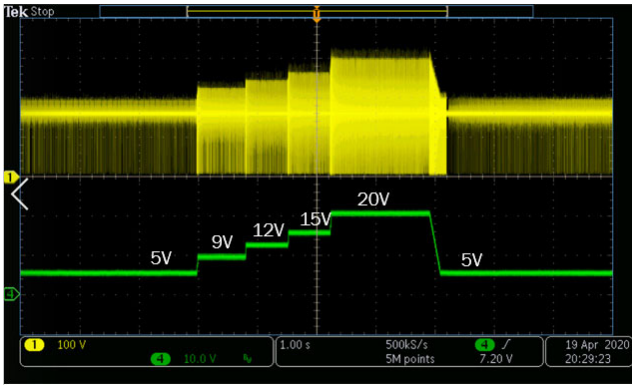 Tek Stop
T
1
20V
15V
12V
9V
5V
5V
4
1 100 V
4 10.0 V
1.00 s
500kS/s
5M points
4
7.20 V
19 Apr 2020
20:29:23